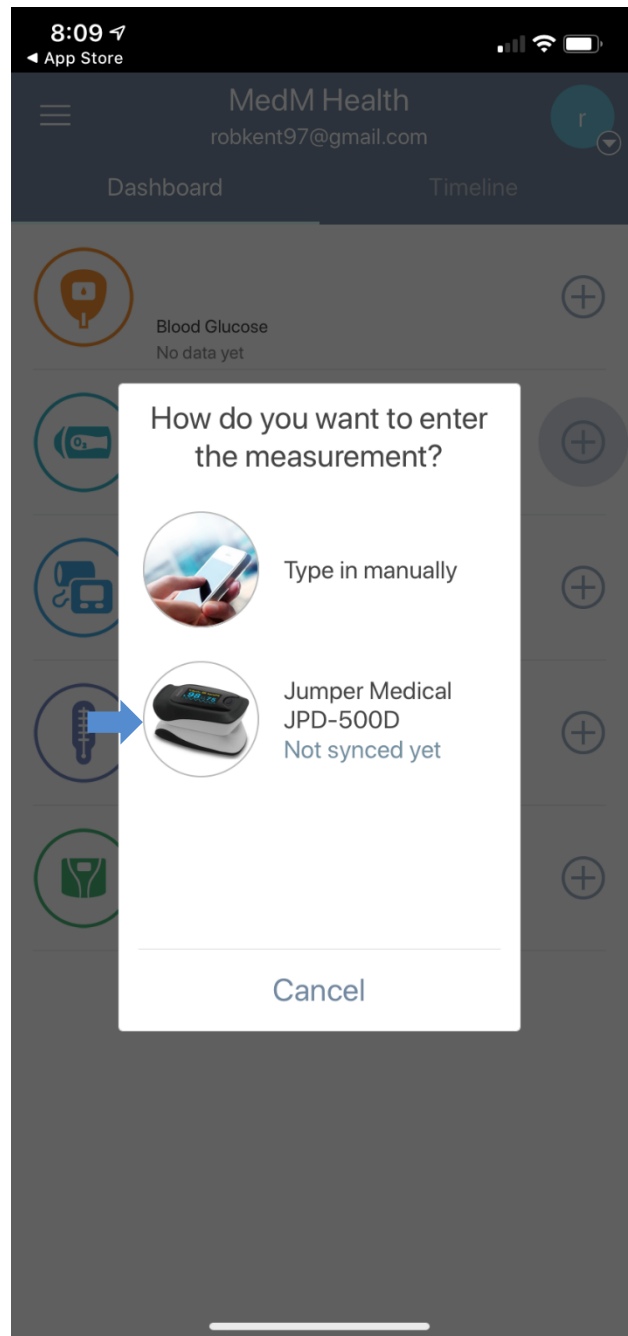 8:09
◀ App Store
MedM Health
robkent97@gmail.com
r
Dashboard
Timeline
Blood Glucose
No data yet
O₂
How do you want to enter
the measurement?
Type in manually
Jumper Medical
JPD-500D
Not synced yet
Cancel